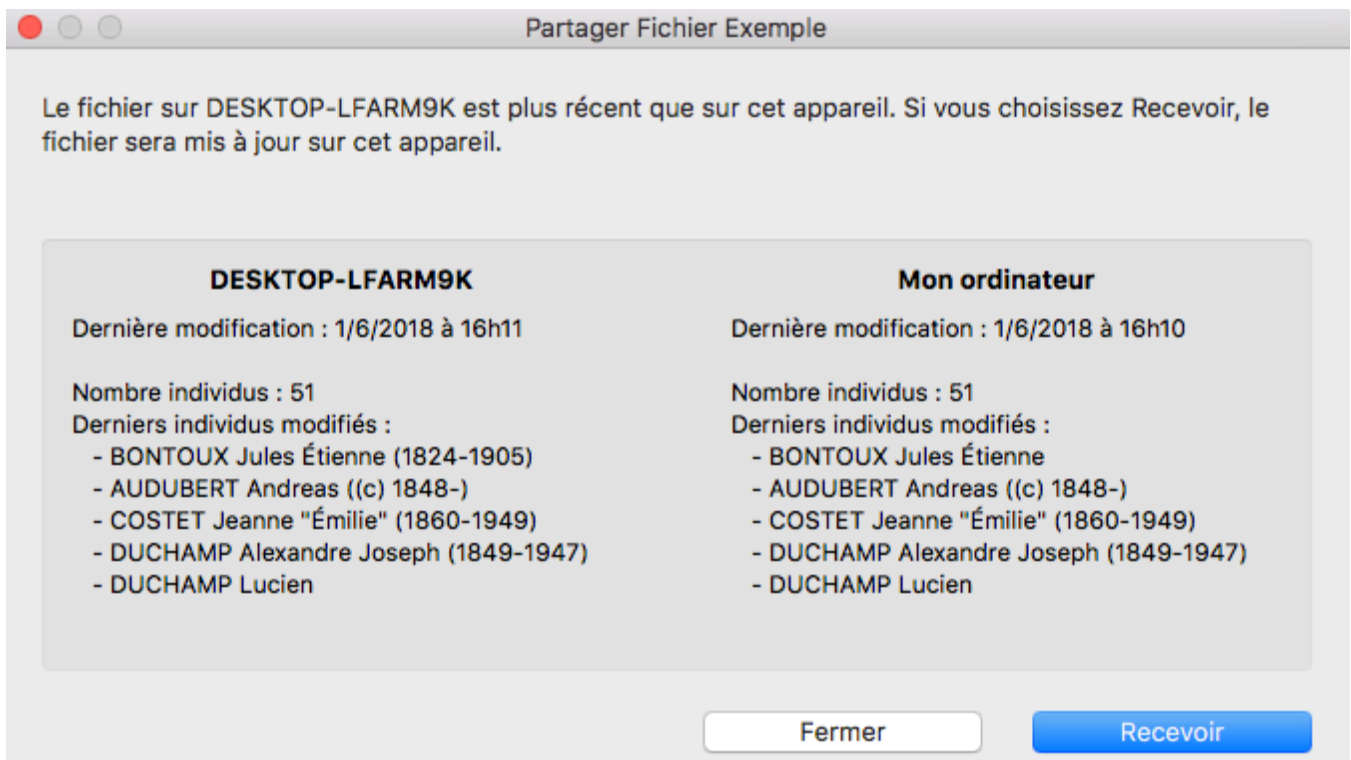 Partager Fichier Exemple
Le fichier sur DESKTOP-LFARM9K est plus récent que sur cet appareil. Si vous choisissez Recevoir, le
fichier sera mis à jour sur cet appareil.
DESKTOP-LFARM9K
Dernière modification : 1/6/2018 à 16h11
Nombre individus : 51
Derniers individus modifiés :
- BONTOUX Jules Étienne (1824-1905)
- AUDUBERT Andreas ((c) 1848-)
- COSTET Jeanne "Émilie" (1860-1949)
- DUCHAMP Alexandre Joseph (1849-1947)
- DUCHAMP Lucien
Mon ordinateur
Dernière modification : 1/6/2018 à 16h10
Nombre individus : 51
Derniers individus modifiés :
- BONTOUX Jules Étienne
- AUDUBERT Andreas ((c) 1848-)
- COSTET Jeanne "Émilie" (1860-1949)
- DUCHAMP Alexandre Joseph (1849-1947)
- DUCHAMP Lucien
Fermer
Recevoir